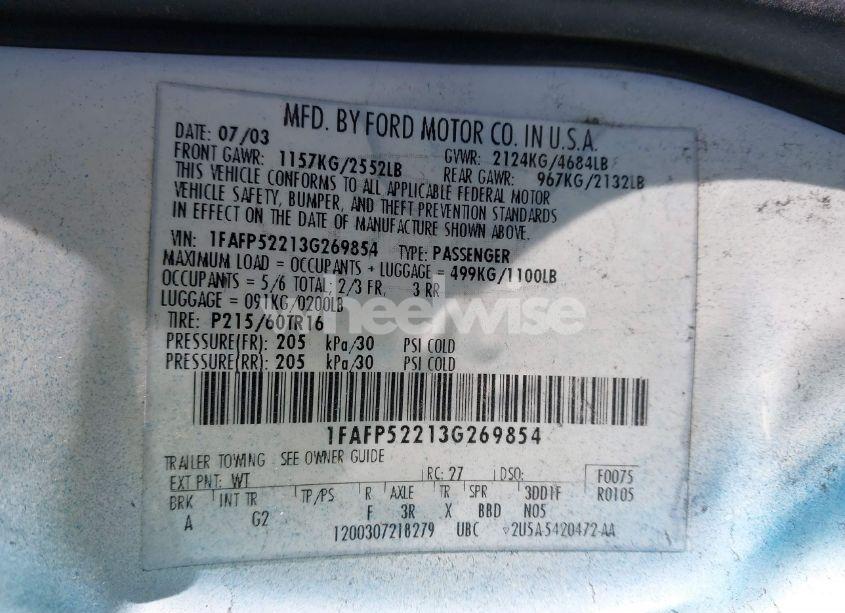 MFD. BY FORD MOTOR CO. IN U.S.A.
DATE: 07/03 GVWR: 2124KG/4684LB
FRONT GAWR: 1157KG/2552LB REAR GAWR: 967KG/2132LB
THIS VEHICLE CONFORMS TO ALL APPLICABLE FEDERAL MOTOR
VEHICLE SAFETY, BUMPER, AND THEFT PREVENTION STANDARDS
IN EFFECT ON THE DATE OF MANUFACTURE SHOWN ABOVE.
VIN: 1FAFP52213G269854 TYPE: PASSENGER
MAXIMUM LOAD = OCCUPANTS + LUGGAGE = 499KG/1100LB
OCCUPANTS = 5/6 TOTAL: 2/3 FR, 3 RR
LUGGAGE = 091KG/0200LB
wheelwise
TIRE: P215/60TR16
PRESSURE(FR): 205 kPa/30 PSI COLD
PRESSURE(RR): 205 kPa/30 PSI COLD
1FAFP52213G269854
TRAILER TOWING SEE OWNER GUIDE
EXT PNT: WT RC: 27 DSO: F0075
BRK INT TR TP/PS R AXLE TR SPR 3DD1F R0105
A G2 F 3R X BBD N05
1200307218279 UBC 2U5A5420472-AA